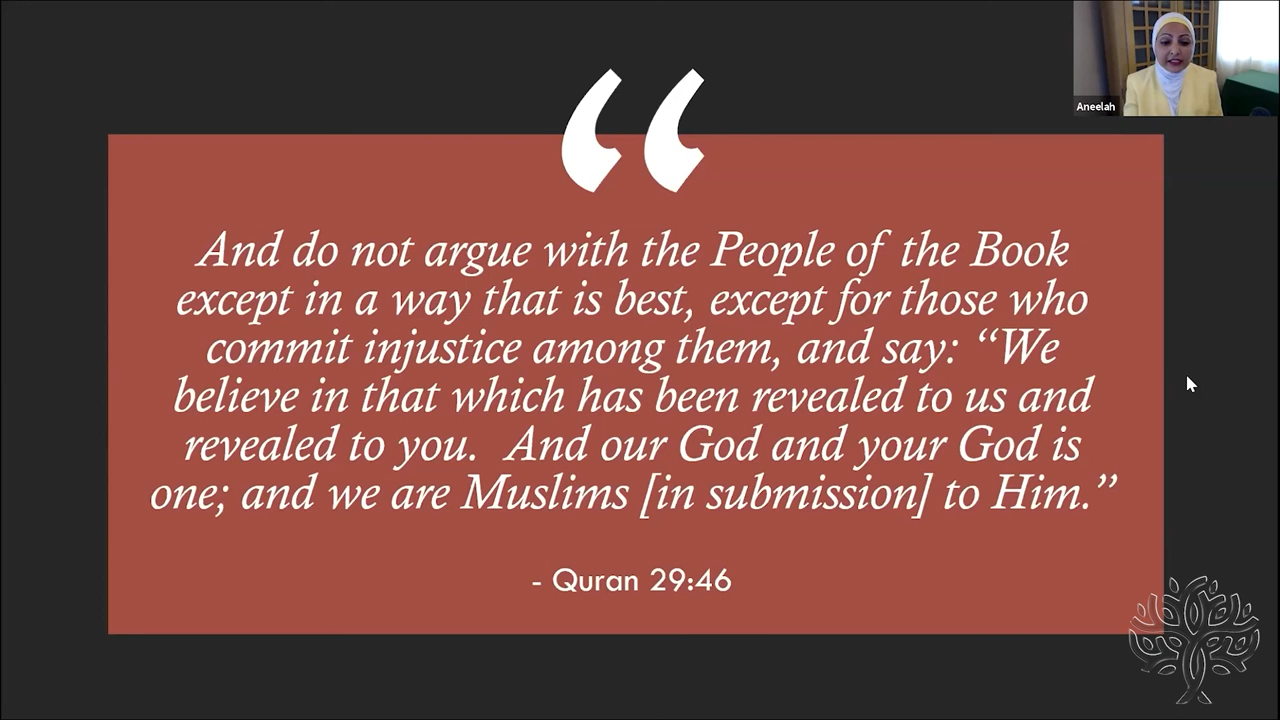 Aneelah
And do not argue with the People of the Book
except in a way that is best, except for those who
commit injustice among them, and say: “We
believe in that which has been revealed to us and
revealed to you.  And our God and your God is
one; and we are Muslims [in submission] to Him.”
- Quran 29:46